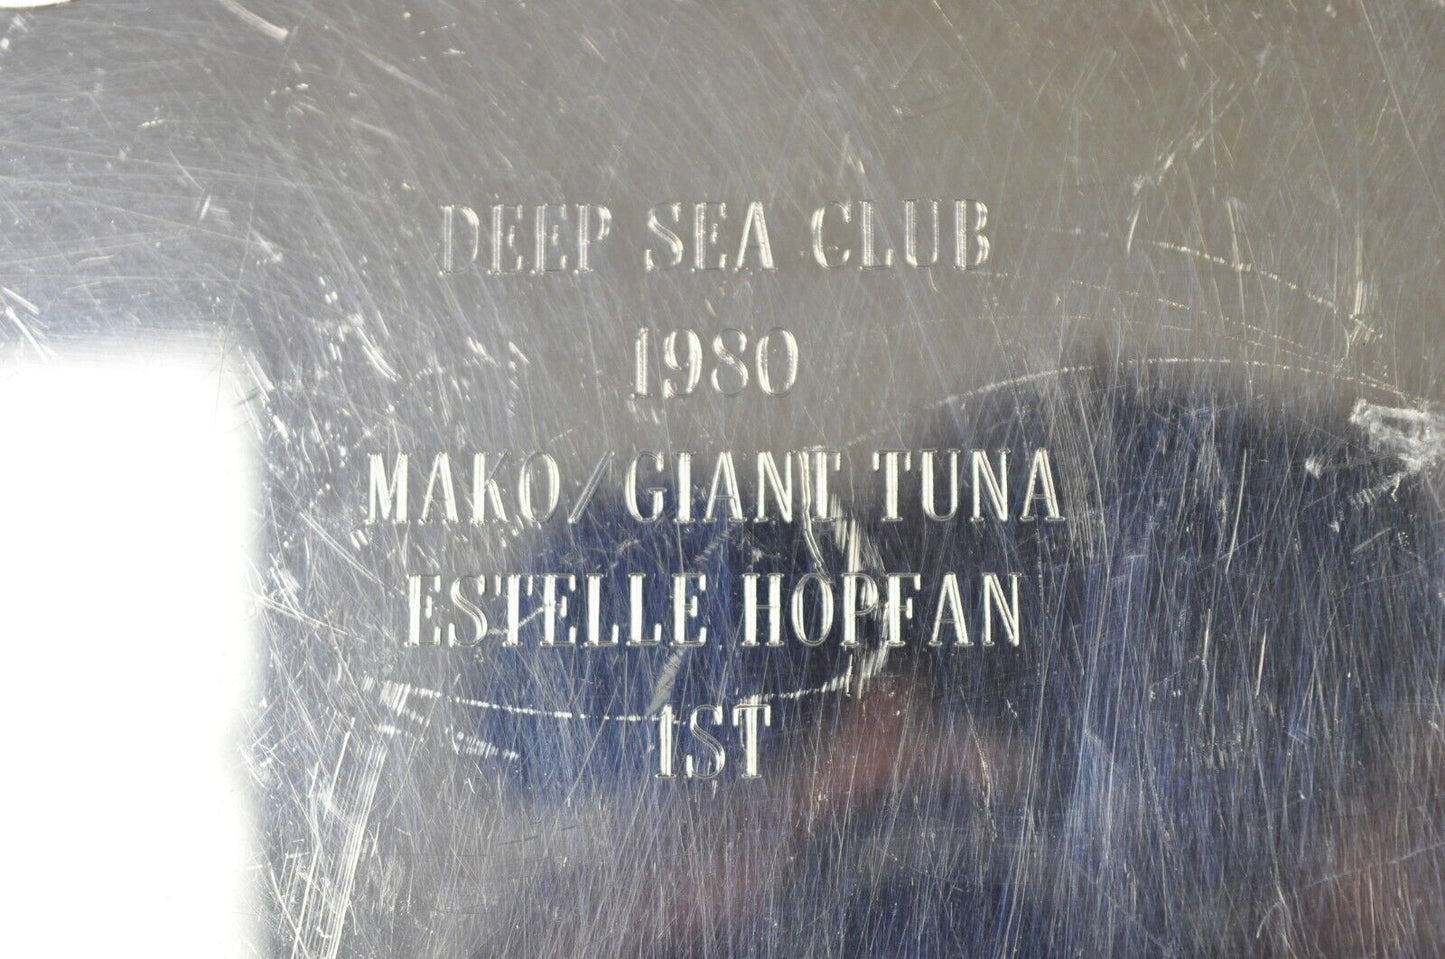 DEEP SEA CLUB
1980
MAKO/GIANT TUNA
ESTELLE HOPFAN
1ST